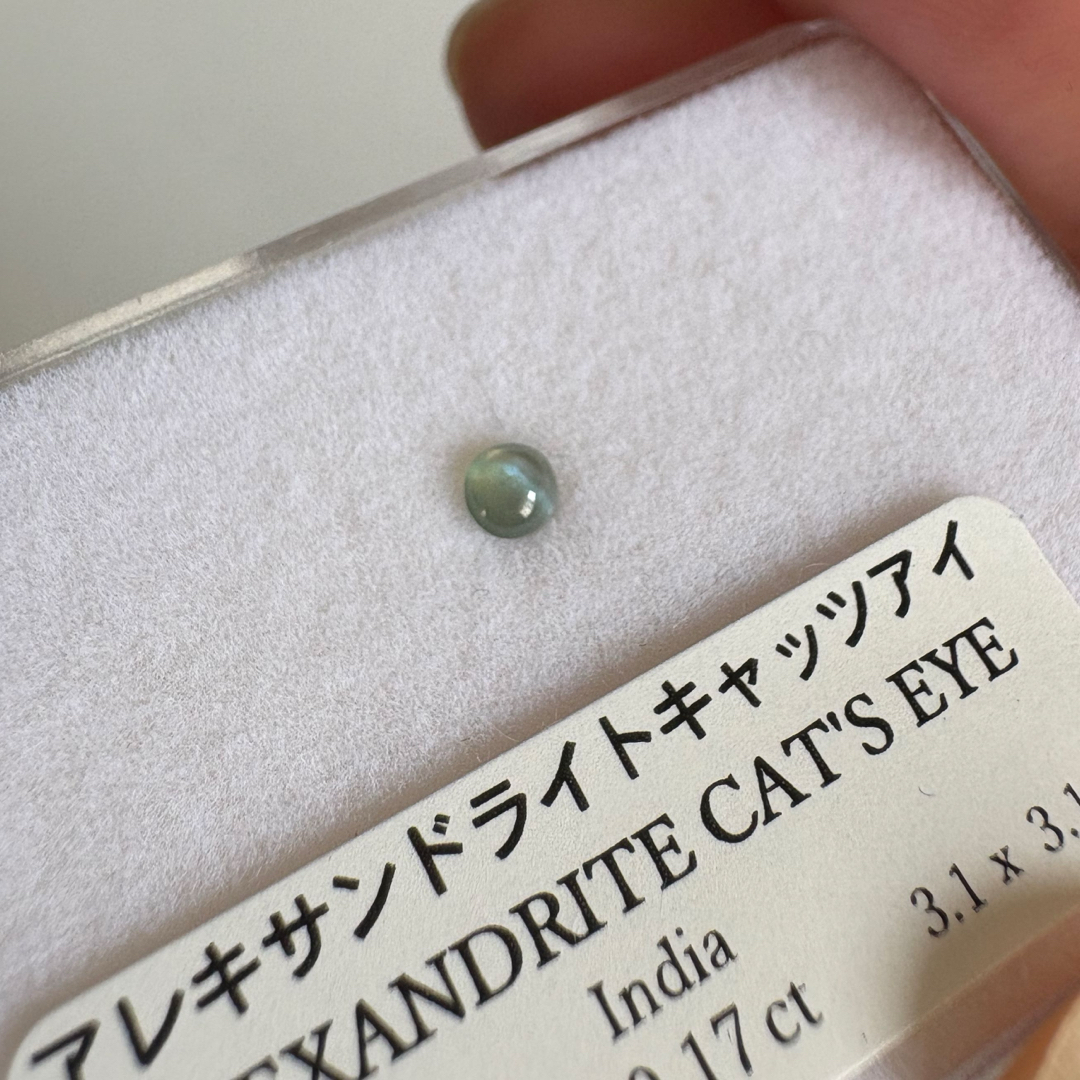 アレキサンドライトキャッツアイ
EXANDRITE CAT'S EYE
India
3.1 x 3.1
0.17 ct